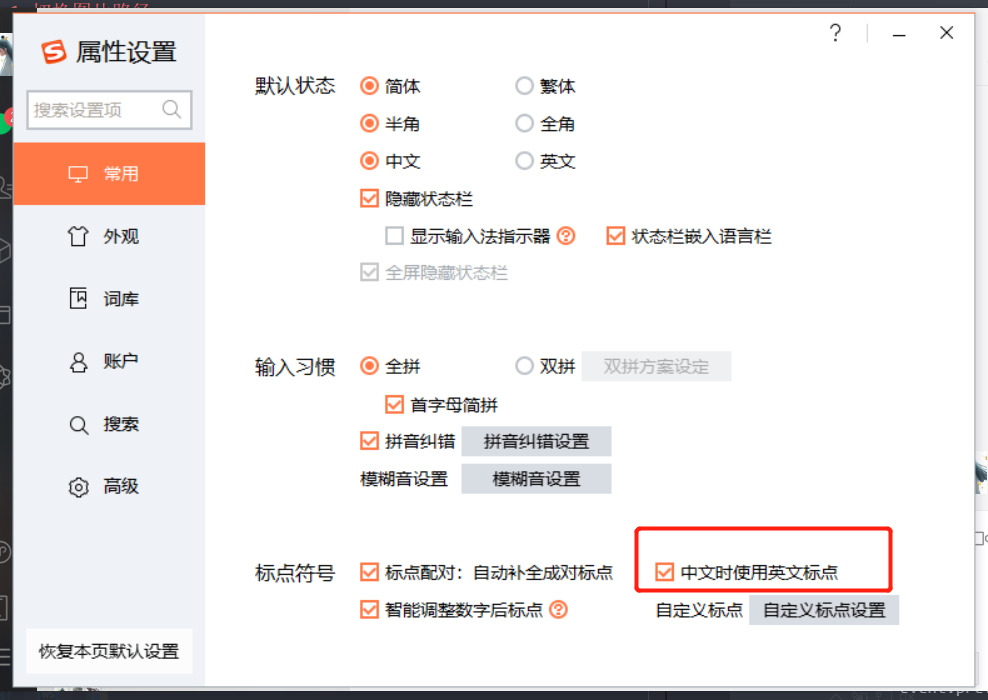 属性设置
搜索设置项
常用
外观
词库
账户
搜索
高级
恢复本页默认设置
?
默认状态 简体 繁体
半角 全角
中文 英文
隐藏状态栏
显示输入法指示器 状态栏嵌入语言栏
全屏隐藏状态栏
输入习惯 全拼 双拼 双拼方案设定
首字母简拼
拼音纠错 拼音纠错设置
模糊音设置 模糊音设置
标点符号 标点配对：自动补全成对标点 中文时使用英文标点
智能调整数字后标点 自定义标点 自定义标点设置